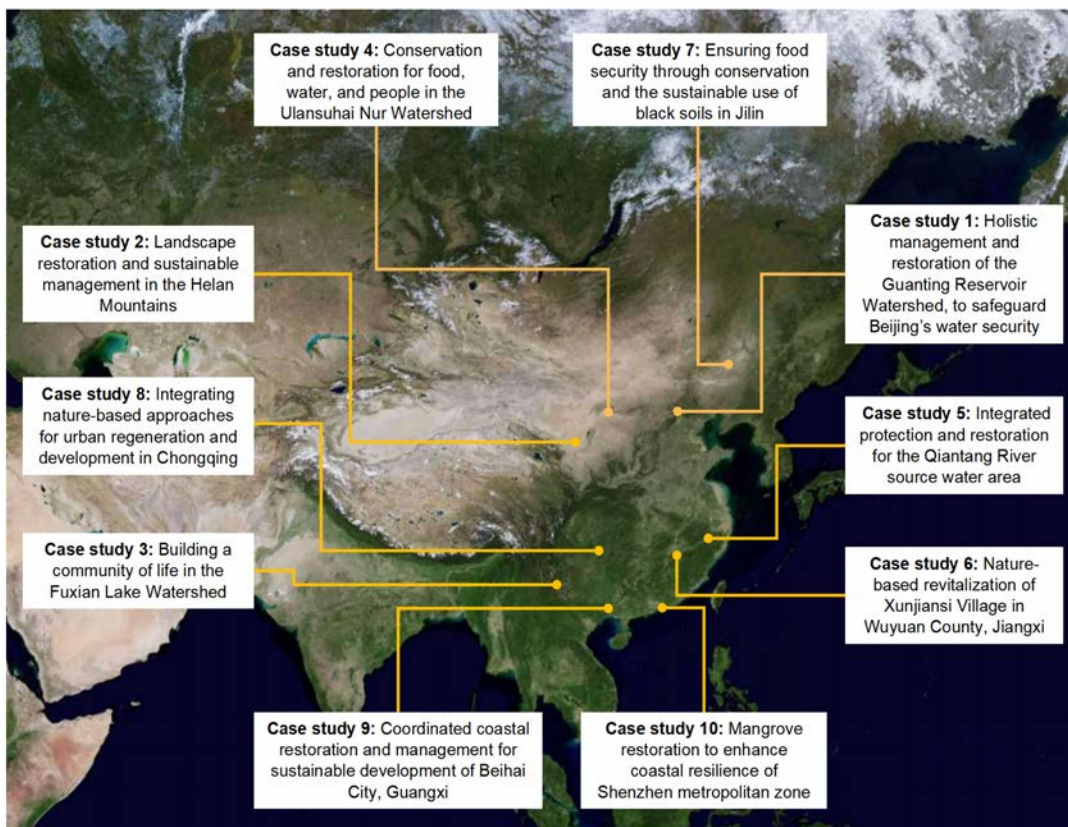 Case study 4: Conservation
and restoration for food,
water, and people in the
Ulansuhai Nur Watershed
Case study 7: Ensuring food
security through conservation
and the sustainable use of
black soils in Jilin
Case study 1: Holistic
management and
restoration of the
Guanting Reservoir
Watershed, to safeguard
Beijing's water security
Case study 2: Landscape
restoration and sustainable
management in the Helan
Mountains
Case study 8: Integrating
nature-based approaches
for urban regeneration and
development in Chongqing
Case study 5: Integrated
protection and restoration
for the Qiantang River
source water area
Case study 3: Building a
community of life in the
Fuxian Lake Watershed
Case study 6: Nature-
based revitalization of
Xunjiansi Village in
Wuyuan County, Jiangxi
Case study 9: Coordinated coastal
restoration and management for
sustainable development of Beihai
City, Guangxi
Case study 10: Mangrove
restoration to enhance
coastal resilience of
Shenzhen metropolitan zone